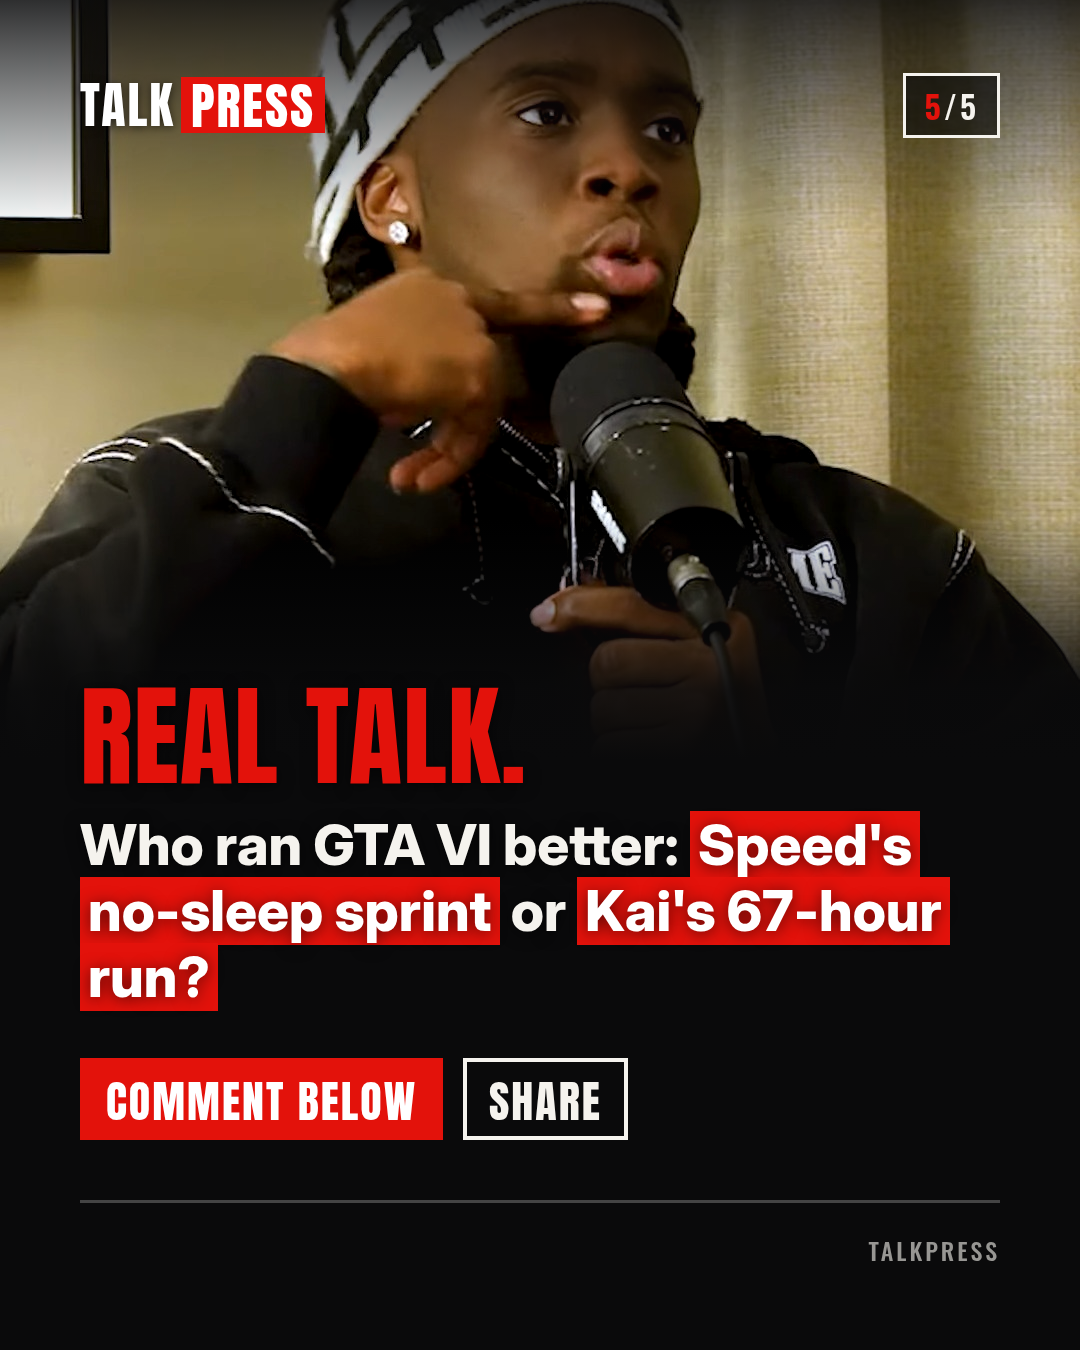 TALK PRESS
5/5
REAL TALK.
Who ran GTA VI better: Speed's
no-sleep sprint or Kai's 67-hour
run?
COMMENT BELOW
SHARE
TALKPRESS